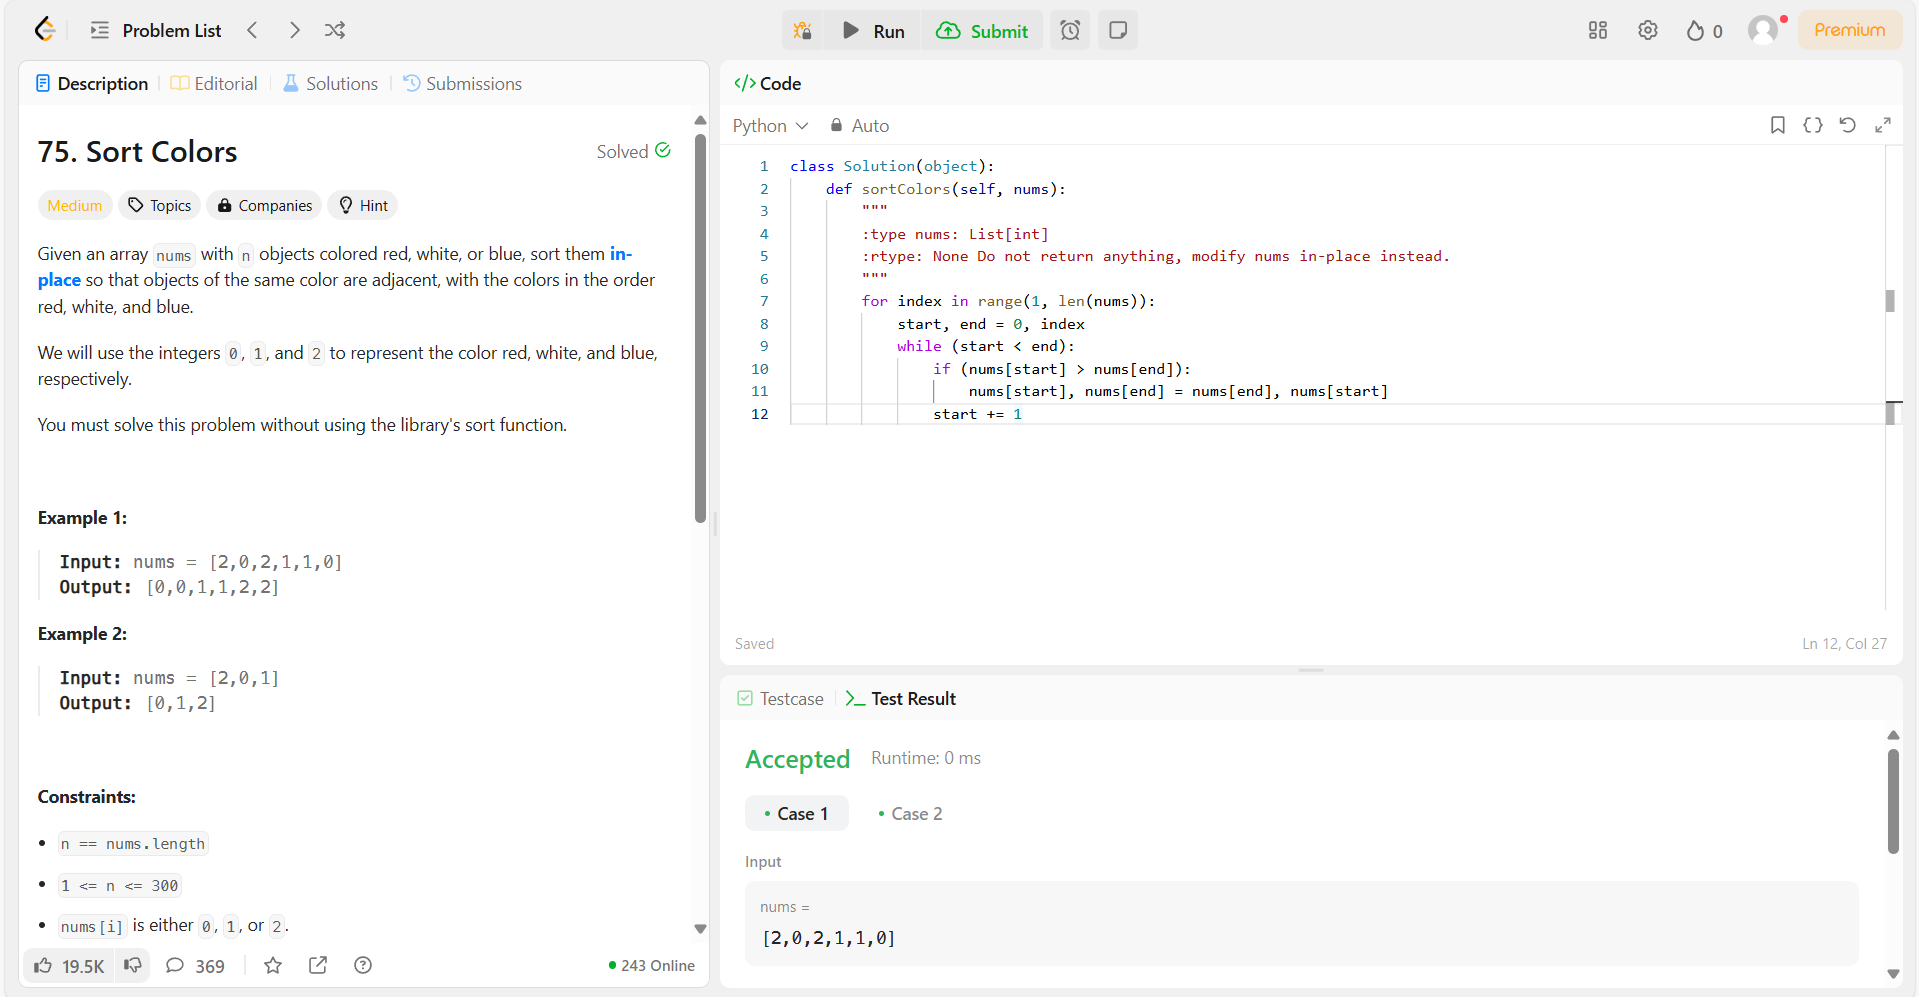 Problem List
Run
Submit
0
Premium
Description
Editorial
Solutions
Submissions
75. Sort Colors
Solved
Medium
Topics
Companies
Hint
Given an array nums with n objects colored red, white, or blue, sort them in-
place so that objects of the same color are adjacent, with the colors in the order
red, white, and blue.
We will use the integers 0, 1, and 2 to represent the color red, white, and blue,
respectively.
You must solve this problem without using the library's sort function.
Example 1:
Input: nums = [2,0,2,1,1,0]
Output: [0,0,1,1,2,2]
Example 2:
Input: nums = [2,0,1]
Output: [0,1,2]
Constraints:
• n == nums.length
• 1 <= n <= 300
• nums[i] is either 0, 1, or 2.
19.5K
369
243 Online
</> Code
Python
Auto
1 class Solution(object):
2     def sortColors(self, nums):
3         """
4         :type nums: List[int]
5         :rtype: None Do not return anything, modify nums in-place instead.
6         """
7         for index in range(1, len(nums)):
8             start, end = 0, index
9             while (start < end):
10                 if (nums[start] > nums[end]):
11                     nums[start], nums[end] = nums[end], nums[start]
12                 start += 1
Saved
Ln 12, Col 27
Testcase
Test Result
Accepted
Runtime: 0 ms
• Case 1
• Case 2
Input
nums =
[2,0,2,1,1,0]